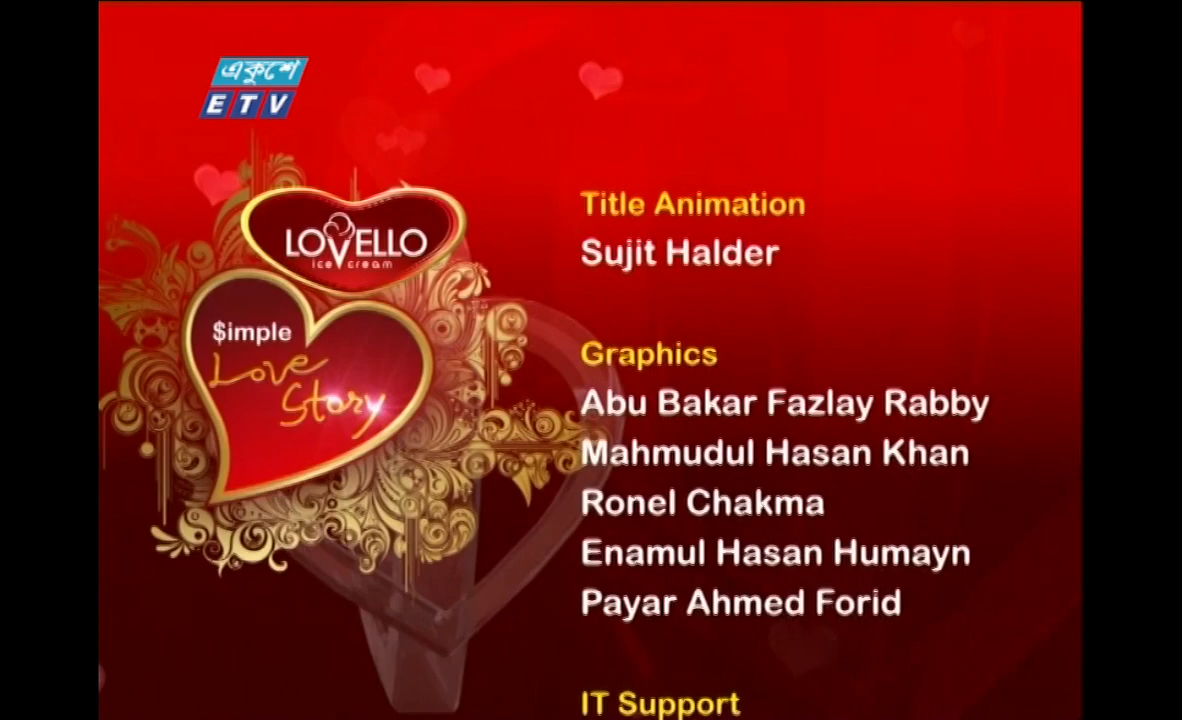 একুশে
ETV
LOVELLO
ice cream
$imple
Love
Story
Title Animation
Sujit Halder
Graphics
Abu Bakar Fazlay Rabby
Mahmudul Hasan Khan
Ronel Chakma
Enamul Hasan Humayn
Payar Ahmed Forid
IT Support